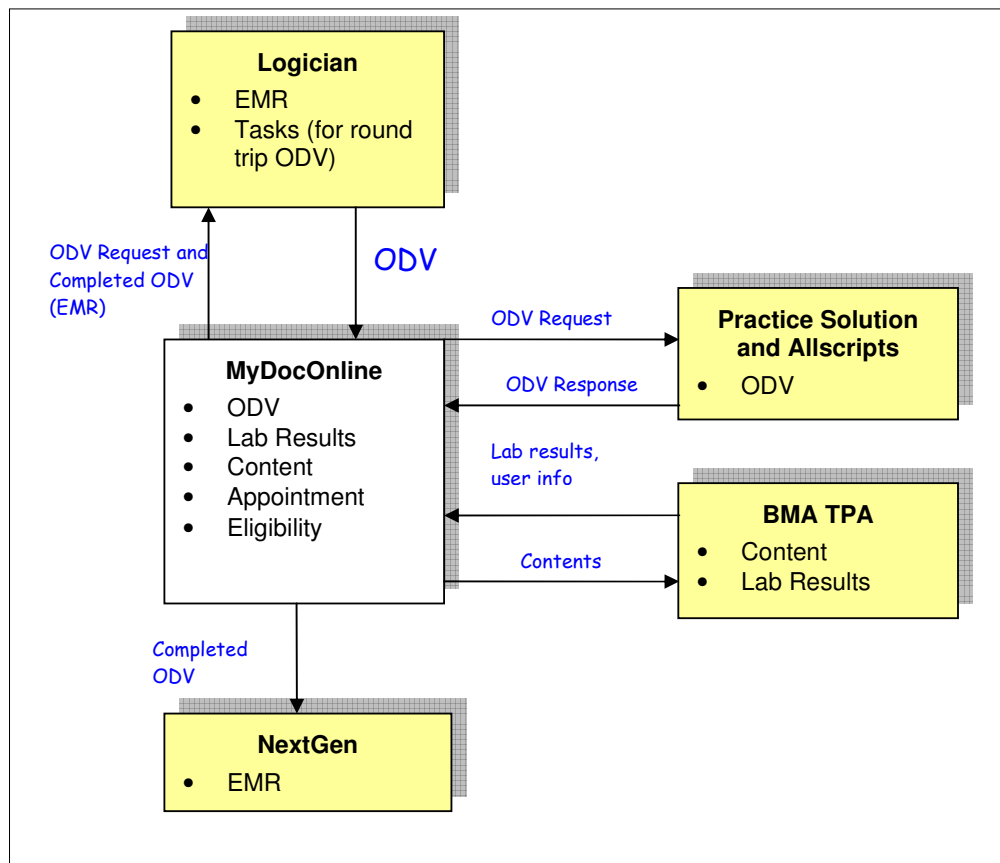 Logician
• EMR
• Tasks (for round
trip ODV)
ODV Request and
Completed ODV
(EMR)
ODV
ODV Request
Practice Solution
and Allscripts
• ODV
ODV Response
MyDocOnline
• ODV
• Lab Results
• Content
• Appointment
• Eligibility
Lab results,
user info
BMA TPA
• Content
• Lab Results
Contents
Completed
ODV
NextGen
• EMR